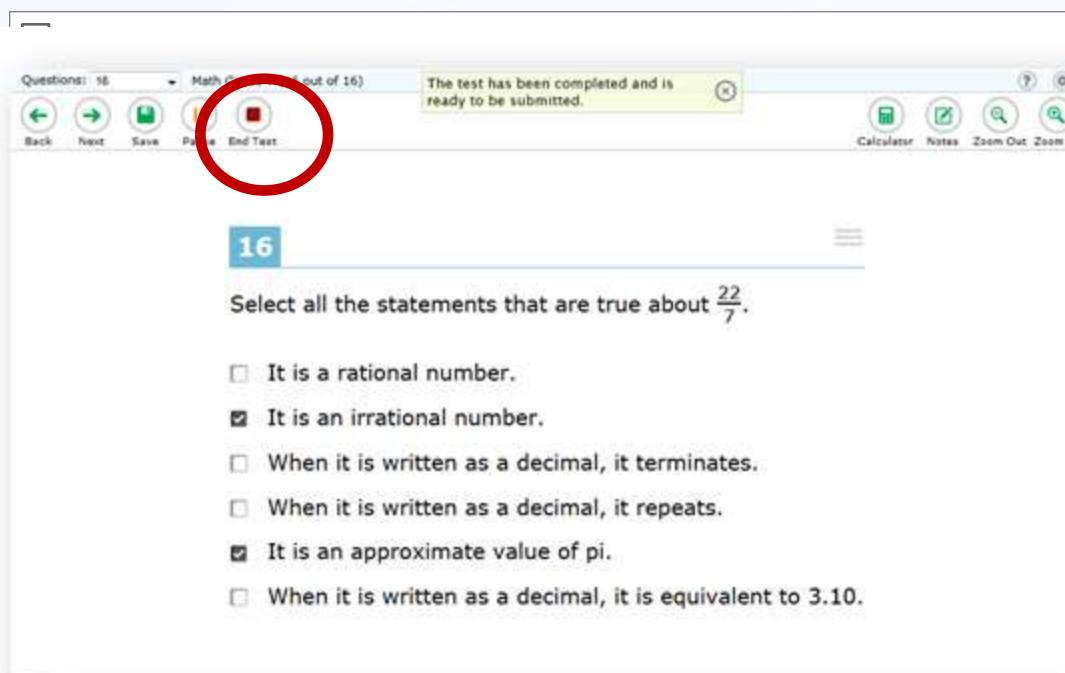 Questions: 16 Math out of 16)
The test has been completed and is
ready to be submitted.
Back Next Save End Test Calculator Notes Zoom Out Zoom
16
Select all the statements that are true about 22/7.
It is a rational number.
It is an irrational number.
When it is written as a decimal, it terminates.
When it is written as a decimal, it repeats.
It is an approximate value of pi.
When it is written as a decimal, it is equivalent to 3.10.